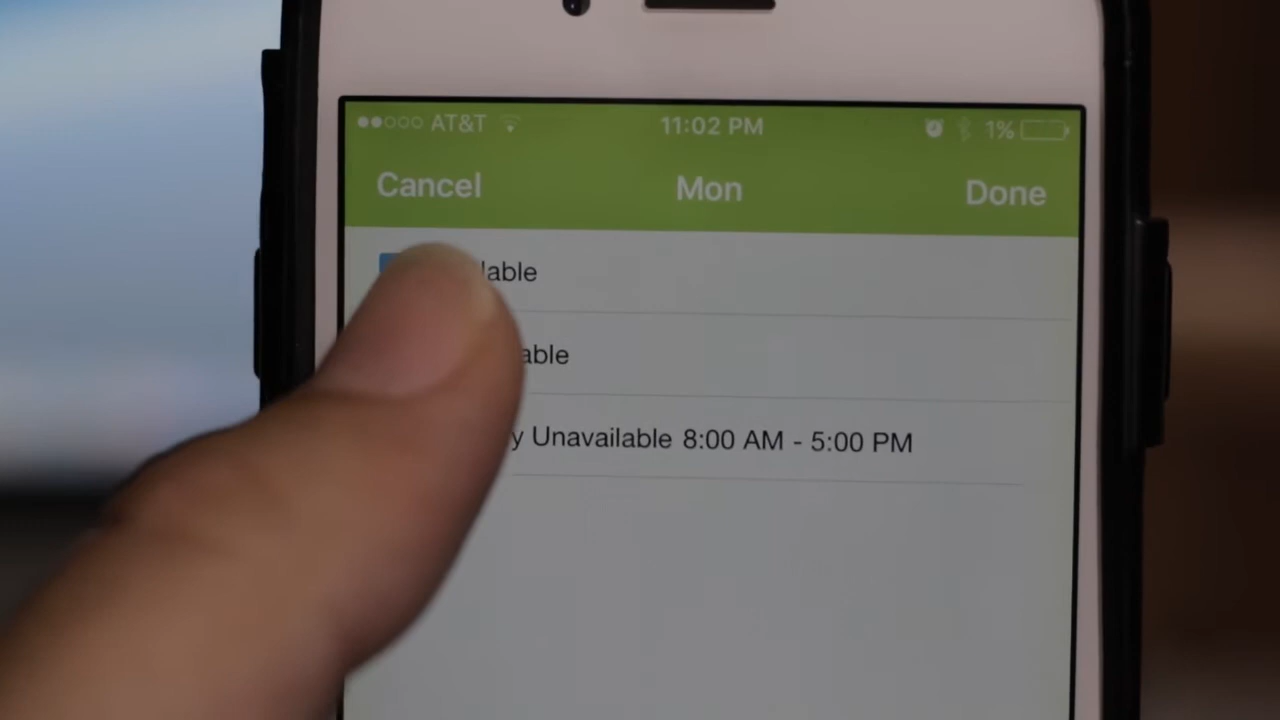 AT&T 11:02 PM 1%
Cancel Mon Done
lable
able
y Unavailable 8:00 AM - 5:00 PM